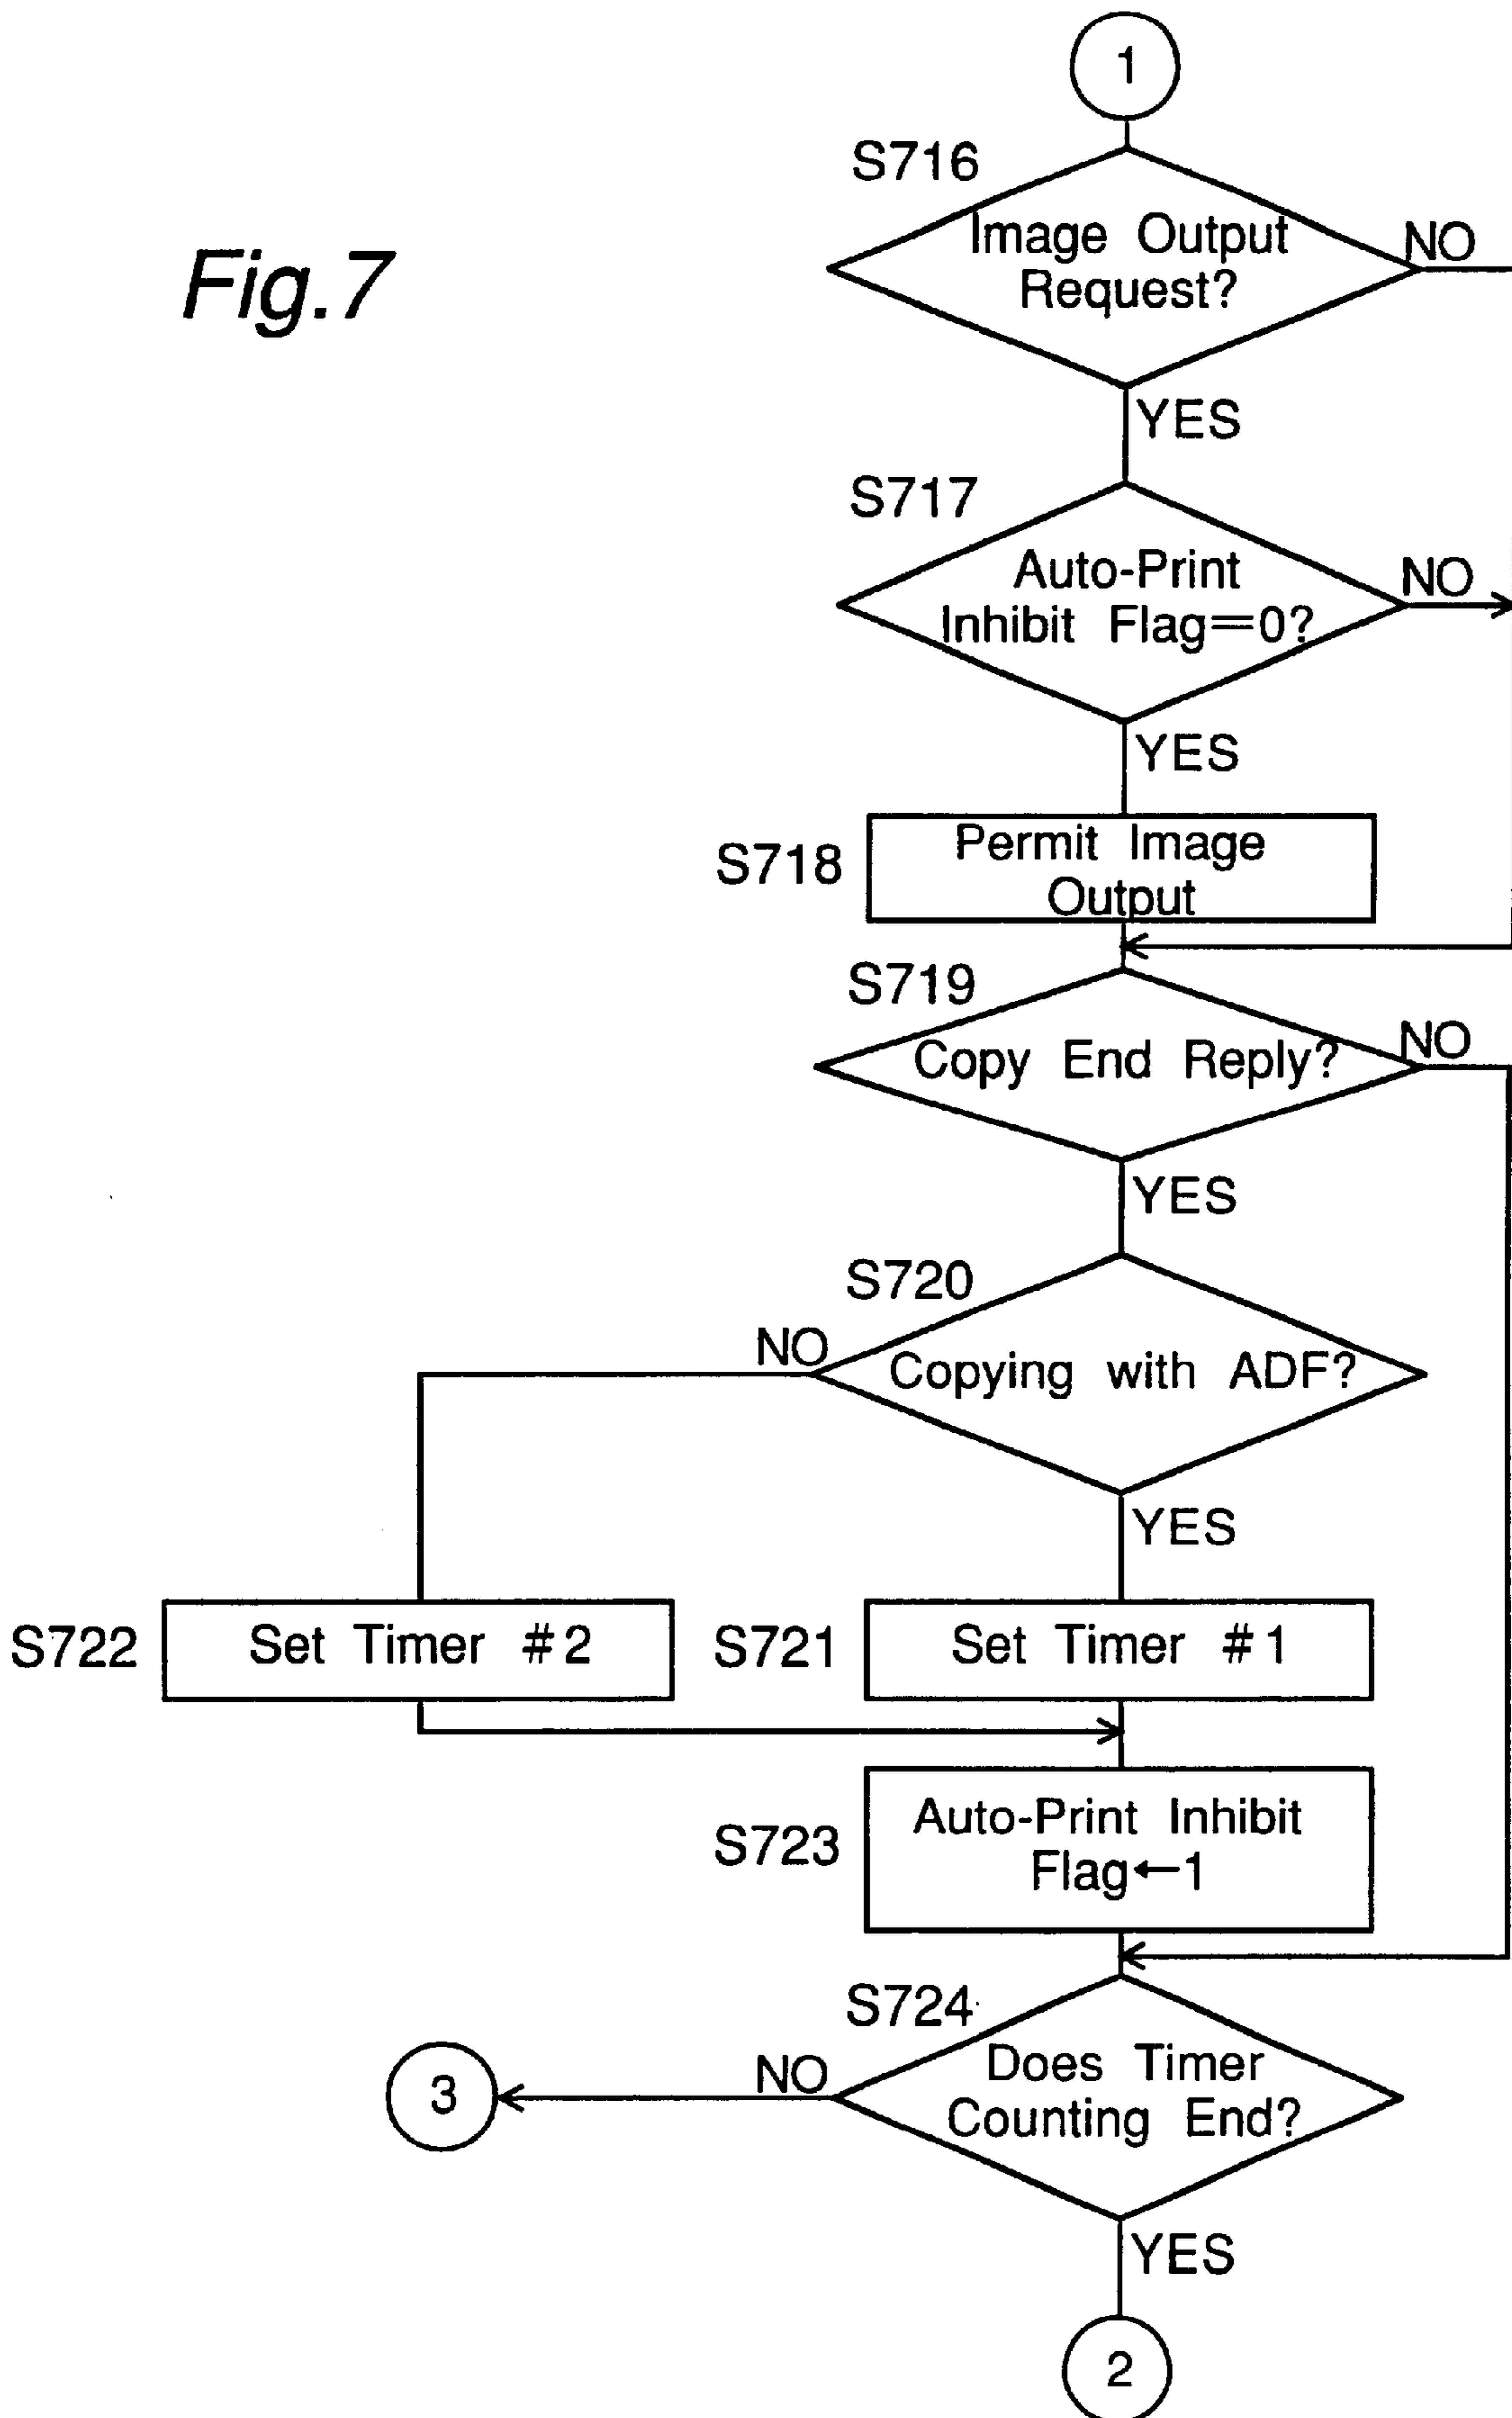 Fig.7
1
S716
Image Output
Request?
NO
YES
S717
Auto-Print
Inhibit Flag=0?
NO
YES
S718
Permit Image
Output
S719
Copy End Reply?
NO
YES
S720
Copying with ADF?
NO
YES
S722
Set Timer #2
S721
Set Timer #1
S723
Auto-Print Inhibit
Flag←1
S724
Does Timer
Counting End?
NO
3
YES
2